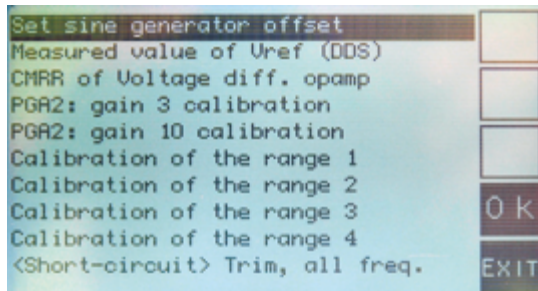 Set sine generator offset
Measured value of Vref (DDS)
CMRR of Voltage diff. opamp
PGA2: gain 3 calibration
PGA2: gain 10 calibration
Calibration of the range 1
Calibration of the range 2
Calibration of the range 3
Calibration of the range 4
<Short-circuit> Trim, all freq.
Ok
EXIT